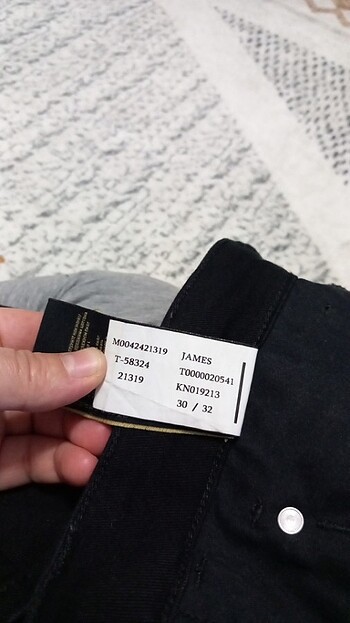 M0042421319 JAMES
T-58324 T0000020541
21319 KN019213
30 / 32